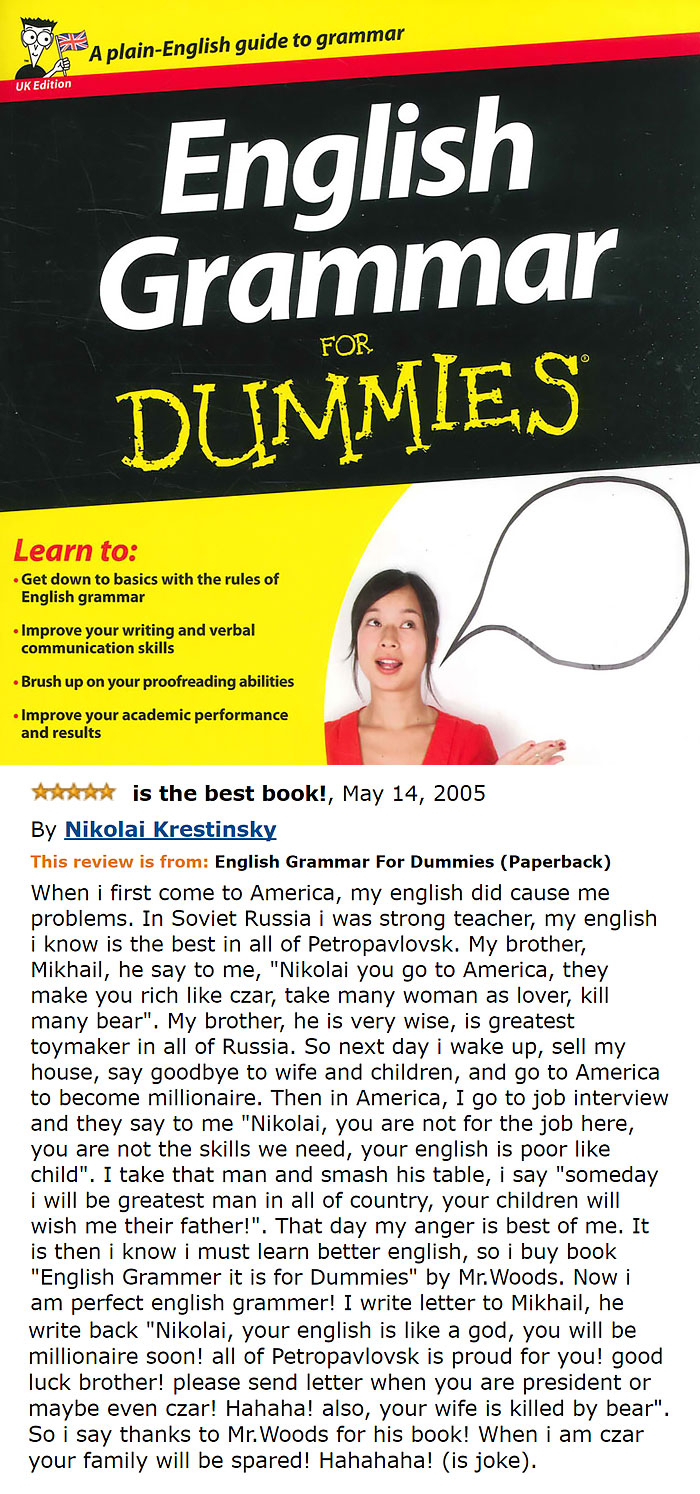 A plain-English guide to grammar
UK Edition
English
Grammar
FOR
DUMMIES®
Learn to:
• Get down to basics with the rules of
English grammar
• Improve your writing and verbal
communication skills
• Brush up on your proofreading abilities
• Improve your academic performance
and results
is the best book!, May 14, 2005
By Nikolai Krestinsky
This review is from: English Grammar For Dummies (Paperback)
When i first come to America, my english did cause me
problems. In Soviet Russia i was strong teacher, my english
i know is the best in all of Petropavlovsk. My brother,
Mikhail, he say to me, "Nikolai you go to America, they
make you rich like czar, take many woman as lover, kill
many bear". My brother, he is very wise, is greatest
toymaker in all of Russia. So next day i wake up, sell my
house, say goodbye to wife and children, and go to America
to become millionaire. Then in America, I go to job interview
and they say to me "Nikolai, you are not for the job here,
you are not the skills we need, your english is poor like
child". I take that man and smash his table, i say "someday
i will be greatest man in all of country, your children will
wish me their father!". That day my anger is best of me. It
is then i know i must learn better english, so i buy book
"English Grammer it is for Dummies" by Mr.Woods. Now i
am perfect english grammer! I write letter to Mikhail, he
write back "Nikolai, your english is like a god, you will be
millionaire soon! all of Petropavlovsk is proud for you! good
luck brother! please send letter when you are president or
maybe even czar! Hahaha! also, your wife is killed by bear".
So i say thanks to Mr.Woods for his book! When i am czar
your family will be spared! Hahahaha! (is joke).